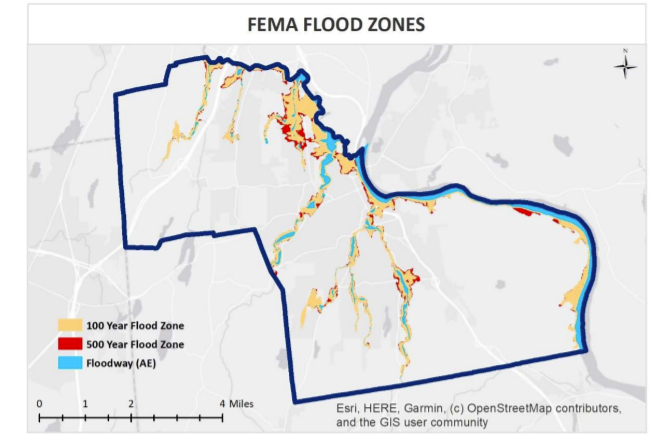 FEMA FLOOD ZONES
N
100 Year Flood Zone
500 Year Flood Zone
Floodway (AE)
0 1 2 4 Miles
Esri, HERE, Garmin, (c) OpenStreetMap contributors,
and the GIS user community